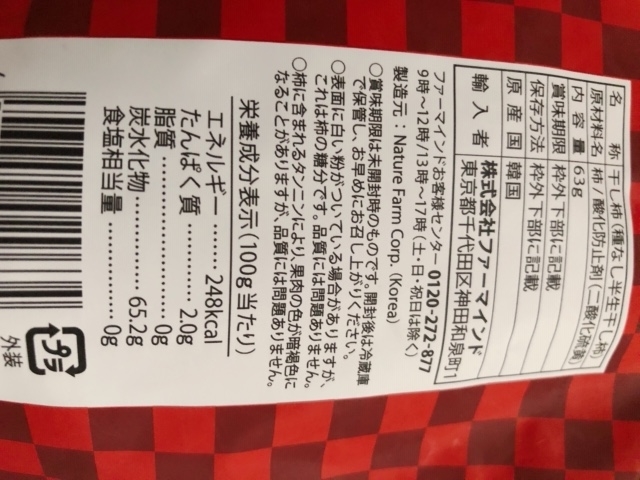 名　称 干し柿(種なし半生干し柿)
原材料名 柿/酸化防止剤(二酸化硫黄)
内容量 63g
賞味期限 枠外下部に記載
保存方法 枠外下部に記載
原産国 韓国
輸入者 株式会社ファーマインド
東京都千代田区神田和泉町1
ファーマインドお客様センター 0120-272-877
9時～12時/13時～17時(土・日・祝日は除く)
製造元：Nature Farm Corp. (Korea)
○賞味期限は未開封時のものです。開封後は冷蔵庫
で保管し、お早めにお召し上がりください。
○表面に白い粉がついている場合がありますが、
これは柿の糖分です。品質には問題ありません。
○柿に含まれるタンニンにより、果肉の色が暗褐色に
なることがありますが、品質には問題ありません。
栄養成分表示(100g当たり)
エネルギー……248kcal
たんぱく質……2.0g
脂質……0g
炭水化物……65.2g
食塩相当量……0g
プラ
外装